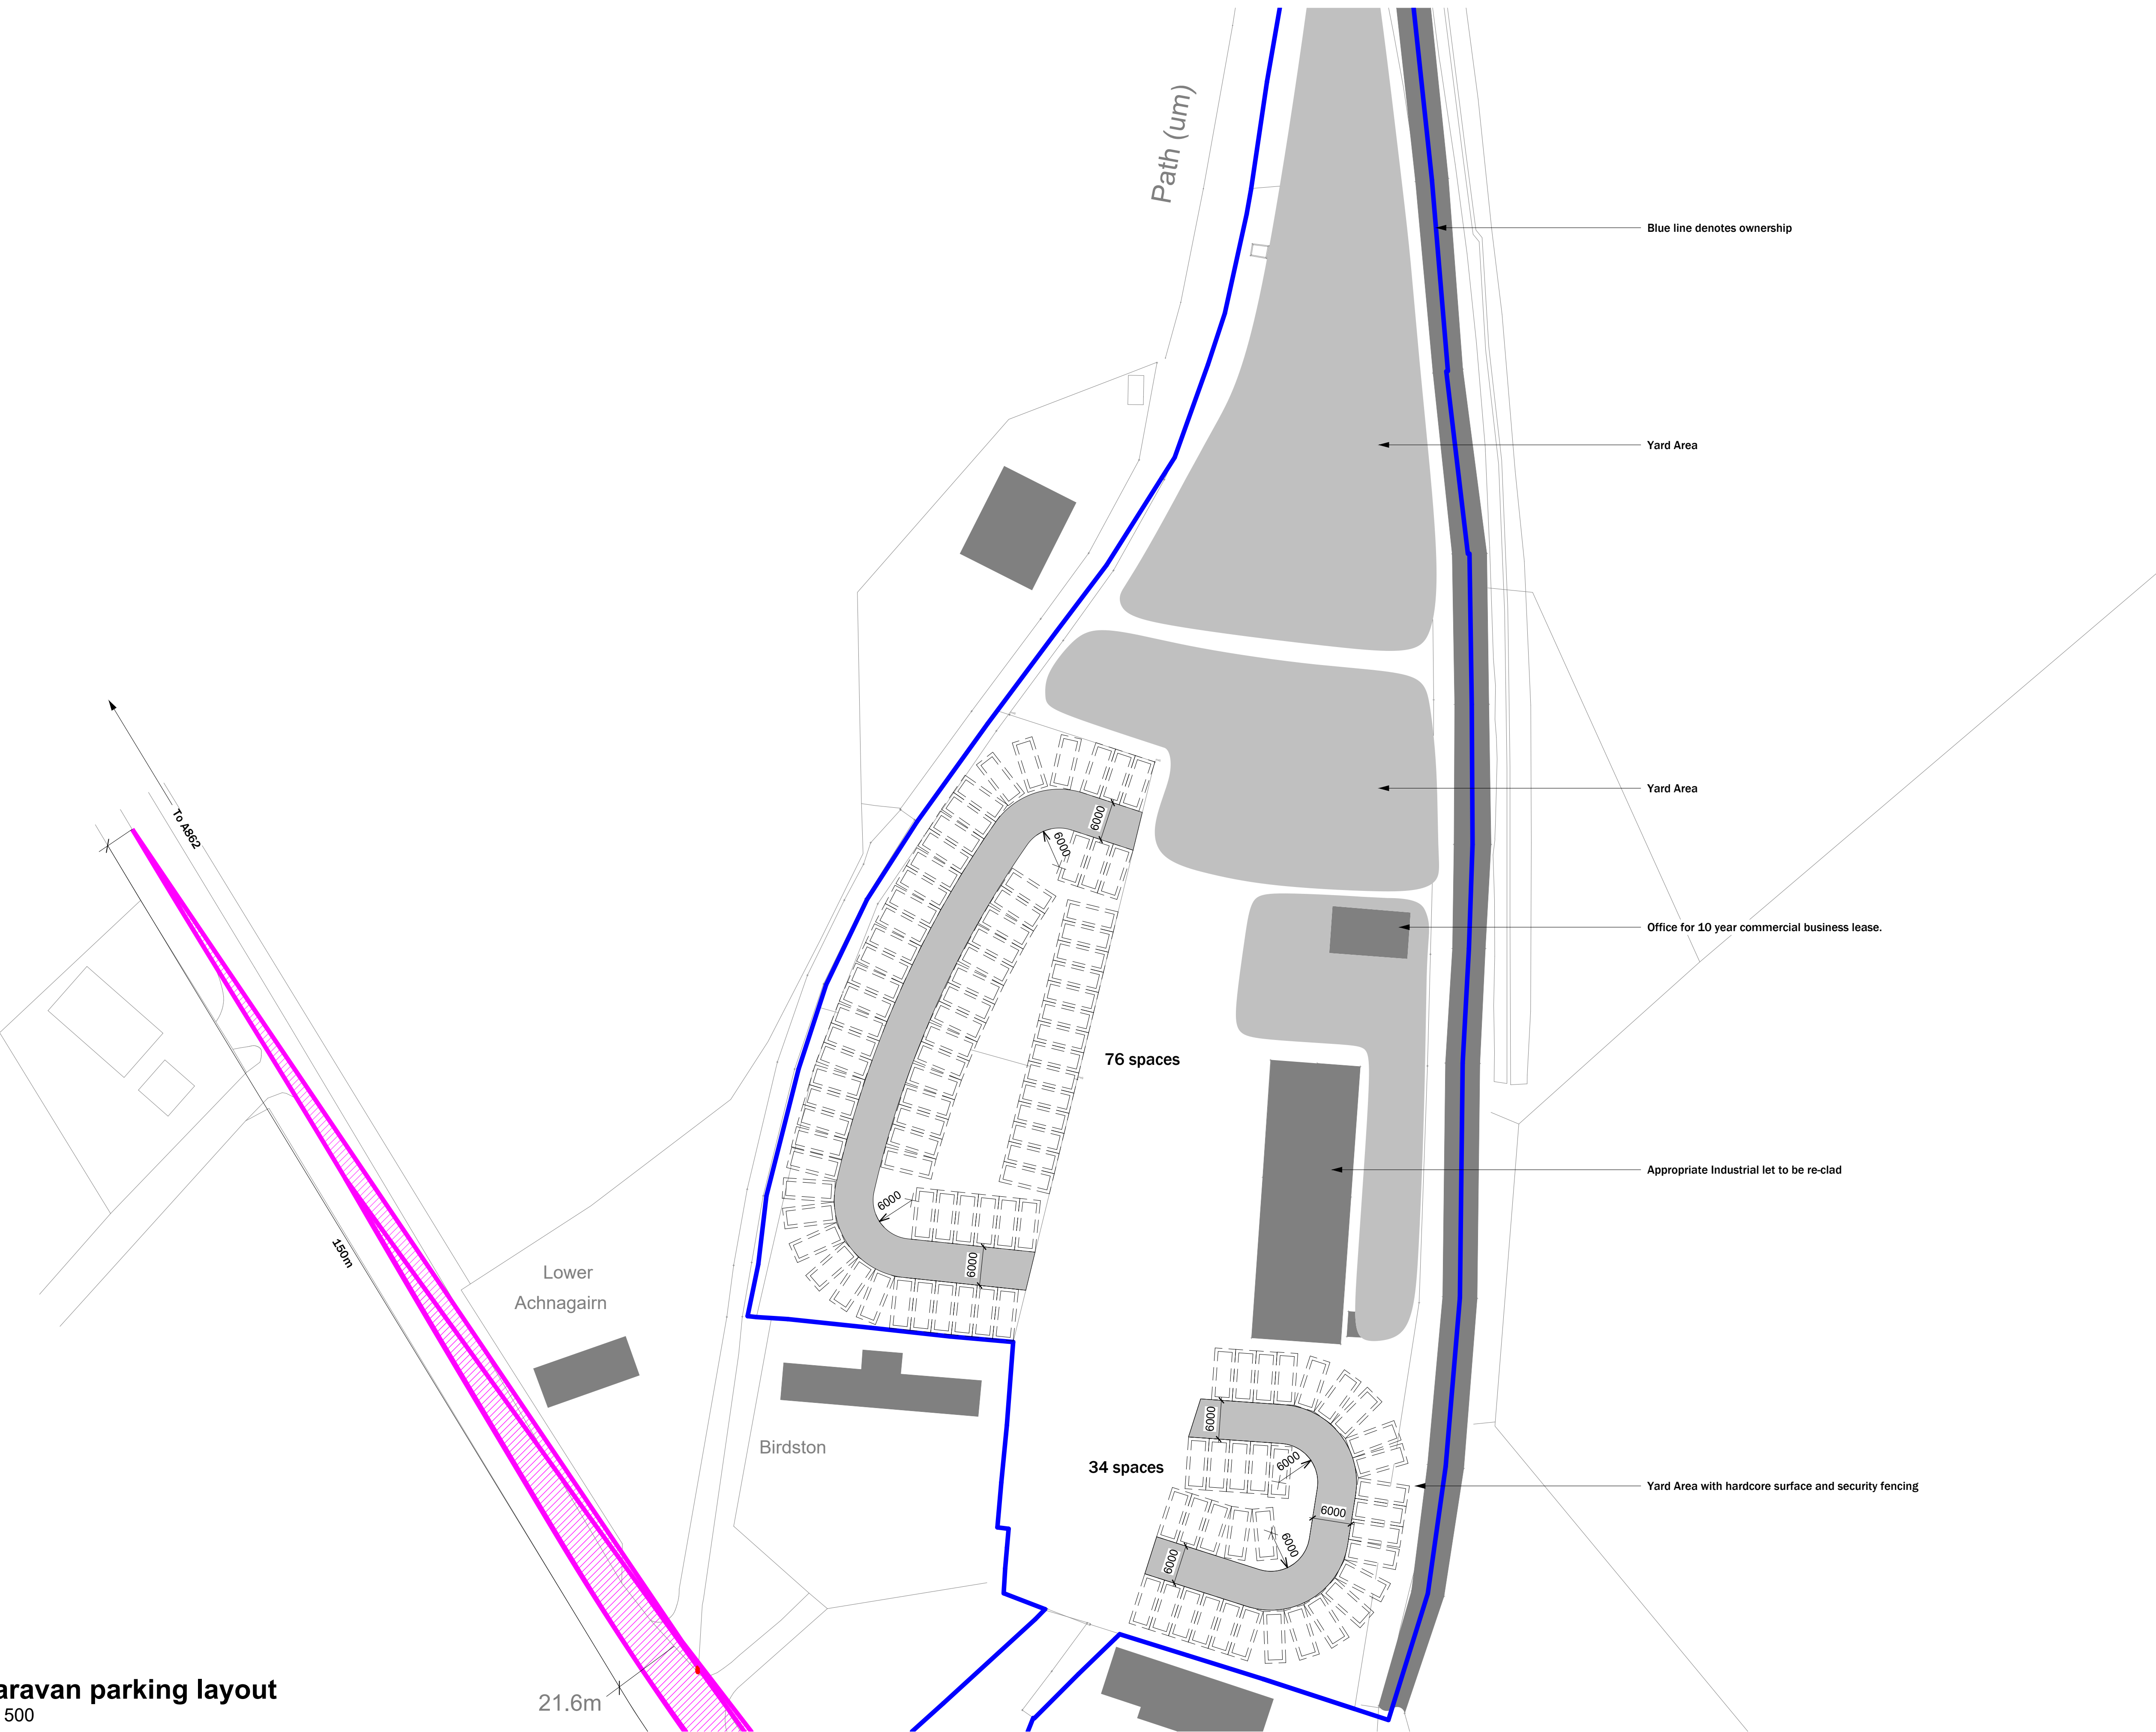 Path (um)
Blue line denotes ownership
Yard Area
Yard Area
To A862
6000
6000
Office for 10 year commercial business lease.
76 spaces
Appropriate Industrial let to be re-clad
150m
6000
6000
Lower
Achnagairn
Birdston
6000
34 spaces
6000
Yard Area with hardcore surface and security fencing
6000
6000
6000
aravan parking layout
500
21.6m